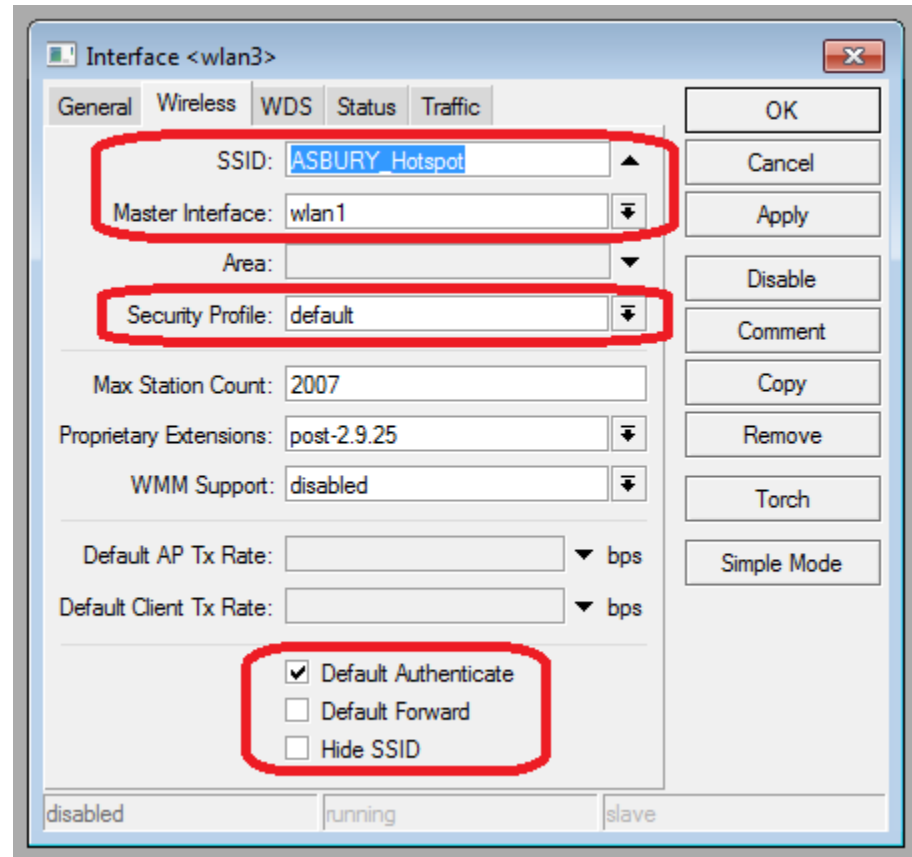 Interface <wlan3>
General Wireless WDS Status Traffic
OK
SSID: ASBURY_Hotspot
Cancel
Master Interface: wlan1
Apply
Area:
Disable
Security Profile: default
Comment
Max Station Count: 2007
Copy
Proprietary Extensions: post-2.9.25
Remove
WMM Support: disabled
Torch
Default AP Tx Rate: bps
Simple Mode
Default Client Tx Rate: bps
Default Authenticate
Default Forward
Hide SSID
disabled running slave